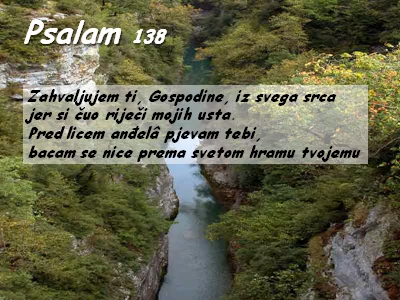 Psalam 138
Zahvaljujem ti, Gospodine, iz svega srca
jer si čuo riječi mojih usta.
Pred licem anđelâ pjevam tebi,
bacam se nice prema svetom hramu tvojemu